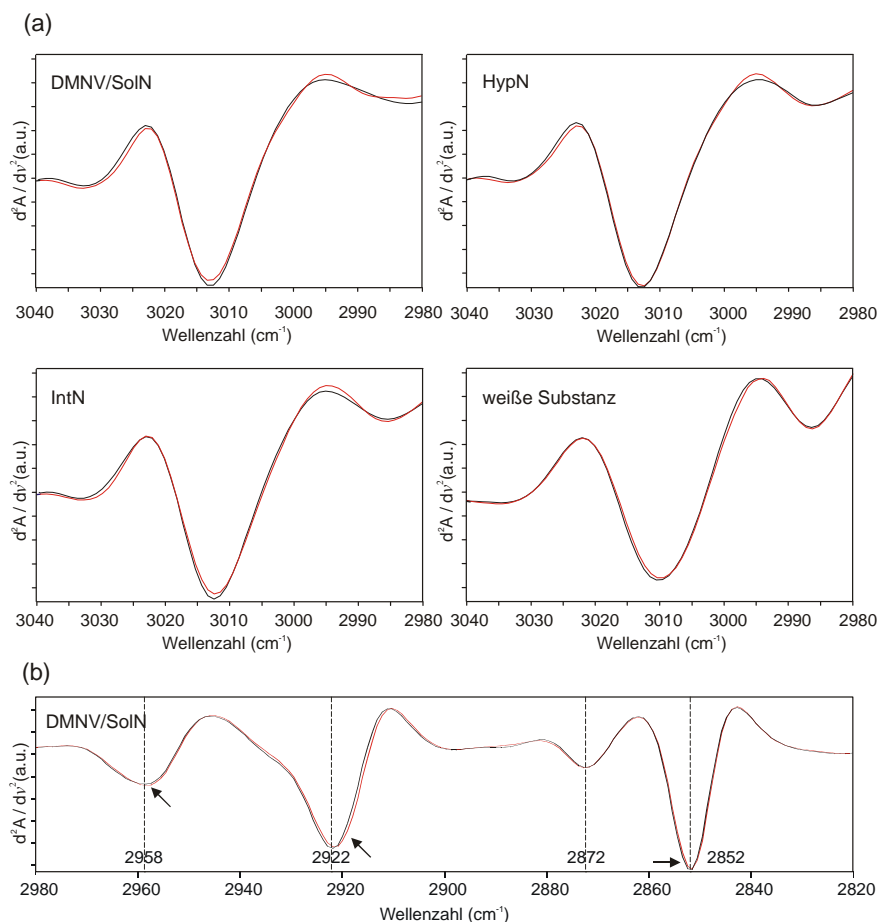 (a)
DMNV/SolN
d²A / dν² (a.u.)
3040 3030 3020 3010 3000 2990 2980
Wellenzahl (cm⁻¹)
HypN
d²A / dν² (a.u.)
3040 3030 3020 3010 3000 2990 2980
Wellenzahl (cm⁻¹)
IntN
d²A / dν² (a.u.)
3040 3030 3020 3010 3000 2990 2980
Wellenzahl (cm⁻¹)
weiße Substanz
d²A / dν² (a.u.)
3040 3030 3020 3010 3000 2990 2980
Wellenzahl (cm⁻¹)
(b)
DMNV/SolN
d²A / dν² (a.u.)
2958 2922 2872 2852
2980 2960 2940 2920 2900 2880 2860 2840 2820
Wellenzahl (cm⁻¹)